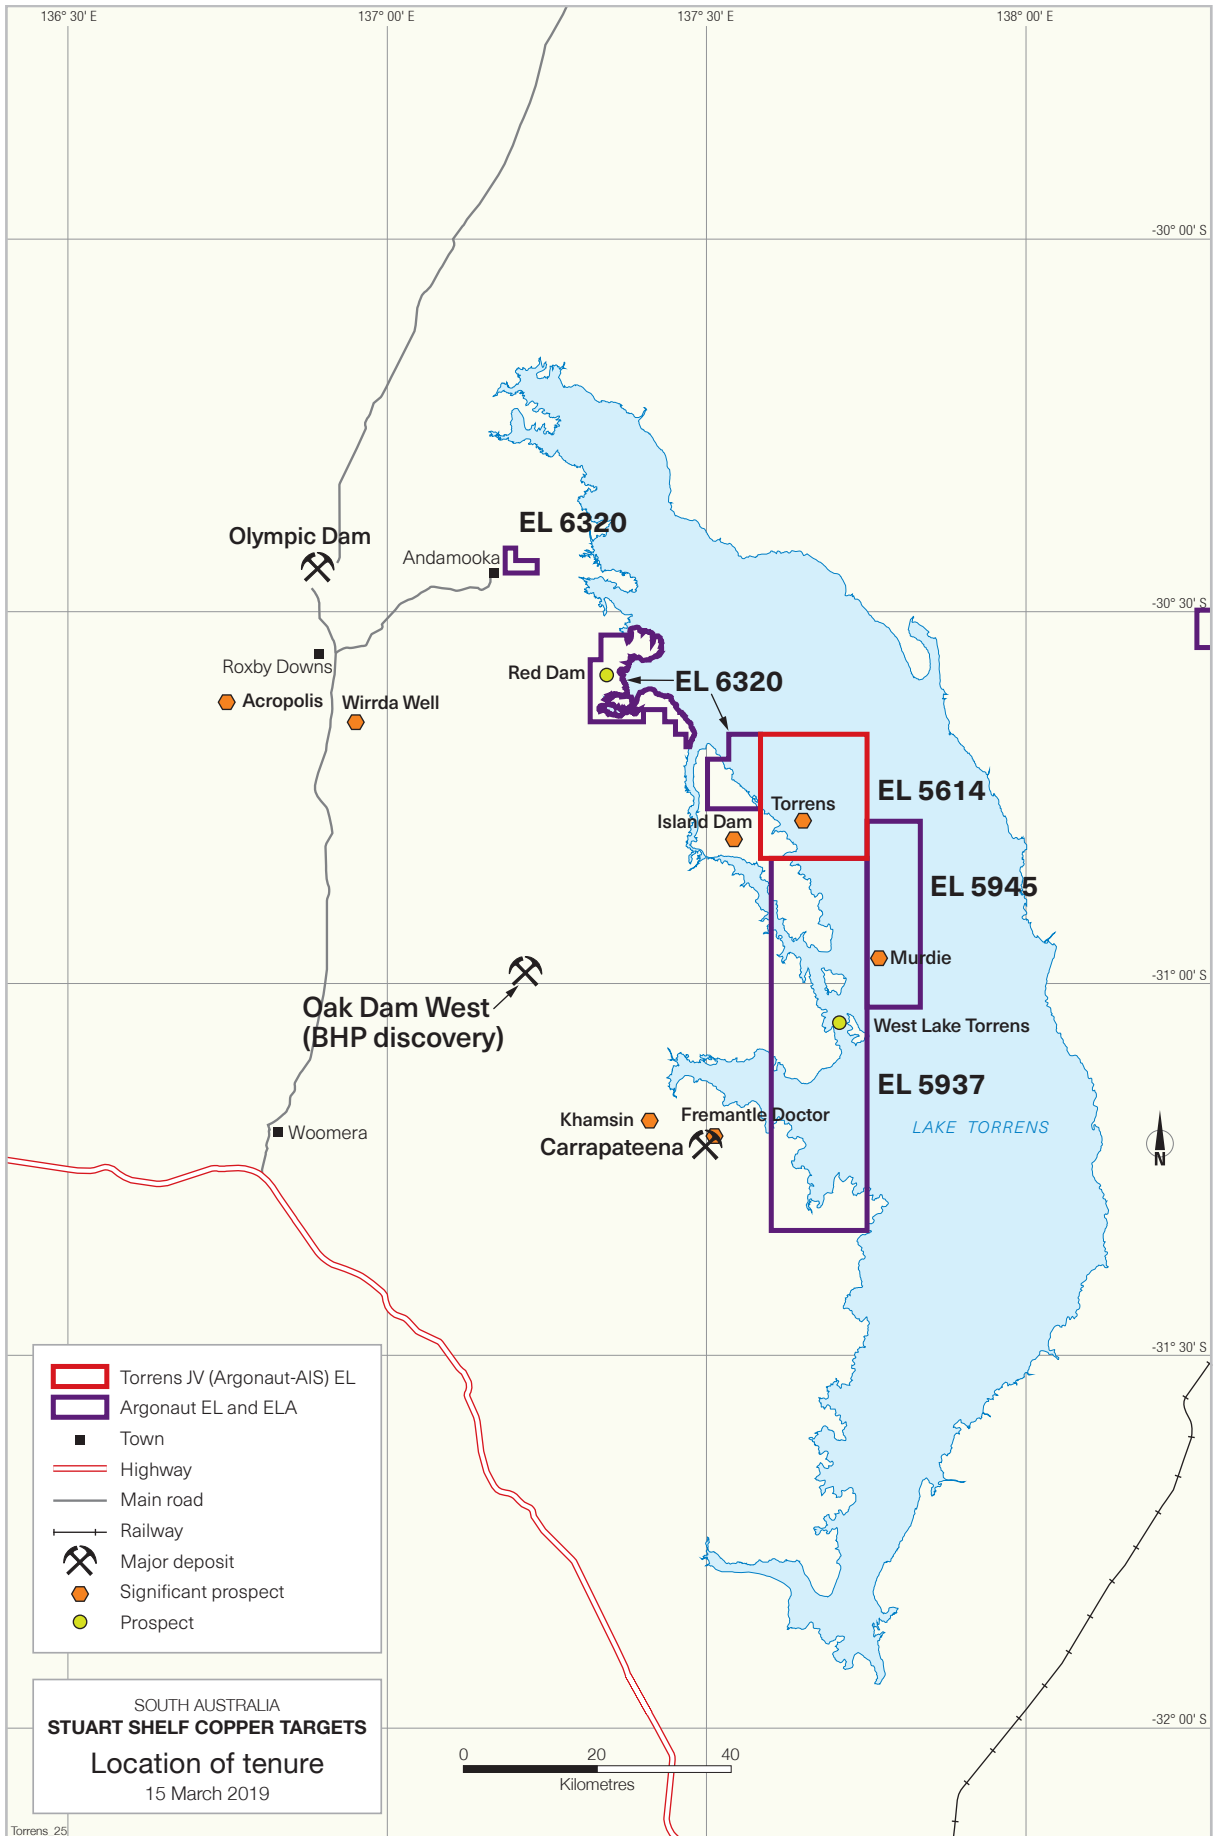 136° 30' E
137° 00' E
137° 30' E
138° 00' E
-30° 00' S
EL 6320
Olympic Dam
Andamooka
-30° 30' S
Roxby Downs
Red Dam
EL 6320
Acropolis
Wirrda Well
EL 5614
Torrens
Island Dam
EL 5945
Murdie
-31° 00' S
Oak Dam West
(BHP discovery)
West Lake Torrens
EL 5937
Khamsin
Fremantle Doctor
LAKE TORRENS
Woomera
Carrapateena
N
-31° 30' S
Torrens JV (Argonaut-AIS) EL
Argonaut EL and ELA
Town
Highway
Main road
Railway
Major deposit
Significant prospect
Prospect
SOUTH AUSTRALIA
STUART SHELF COPPER TARGETS
Location of tenure
15 March 2019
-32° 00' S
0 20 40
Kilometres
Torrens 25